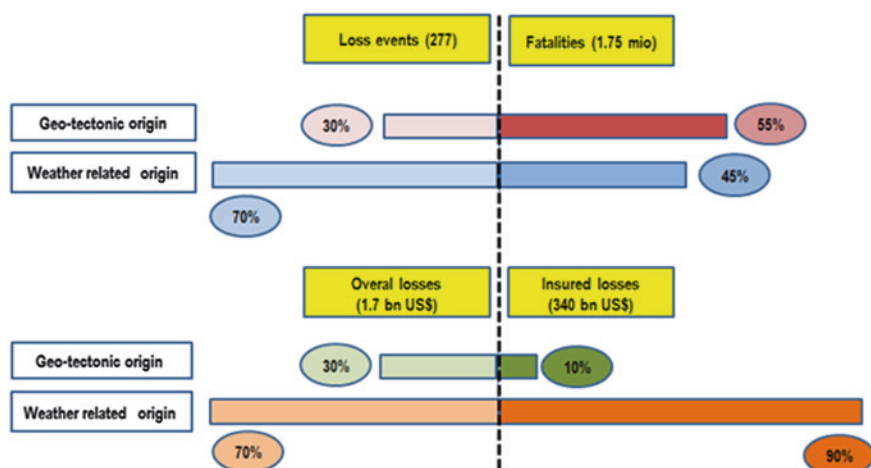 Loss events (277)
Fatalities (1.75 mio)
Geo-tectonic origin
30%
55%
Weather related origin
45%
70%
Overal losses
(1.7 bn US$)
Insured losses
(340 bn US$)
Geo-tectonic origin
30%
10%
Weather related origin
70%
90%